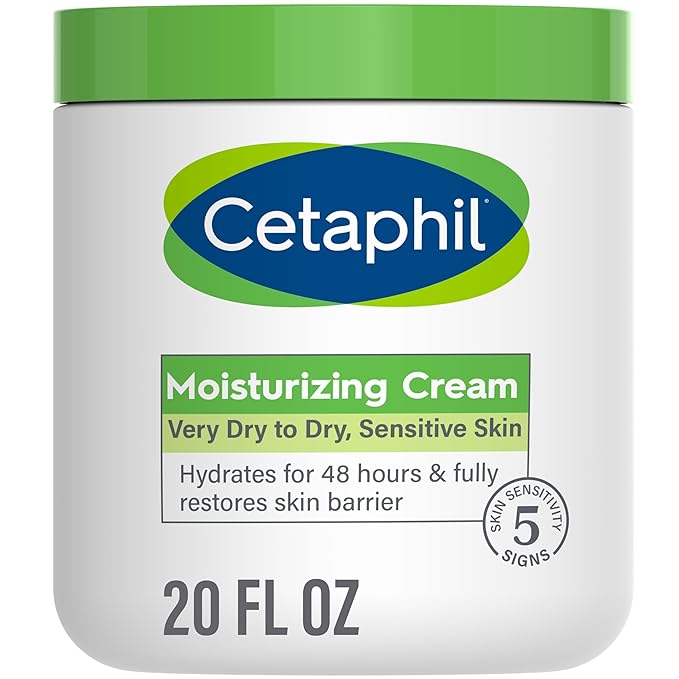 Cetaphil®
Moisturizing Cream
Very Dry to Dry, Sensitive Skin
Hydrates for 48 hours & fully
restores skin barrier
SKIN SENSITIVITY
5
SIGNS
20 FL OZ